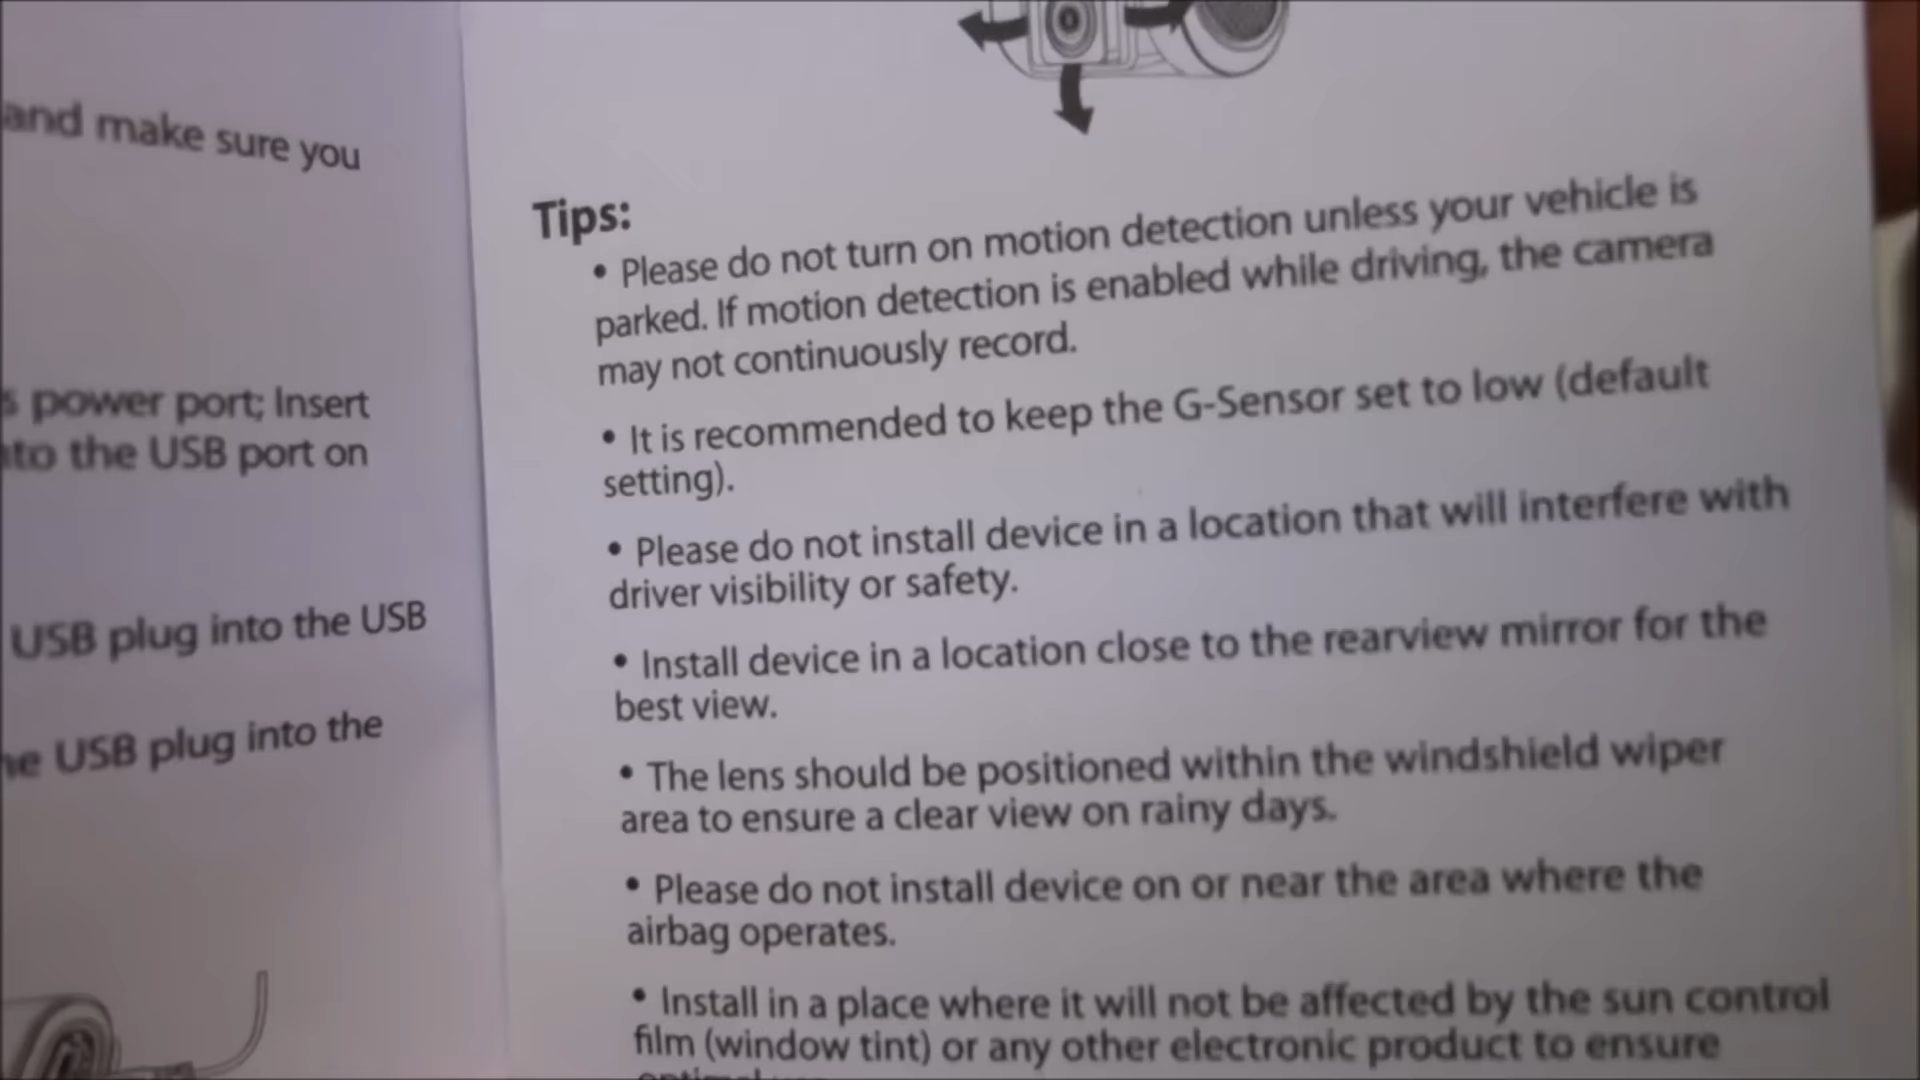 and make sure you
power port; Insert
to the USB port on
USB plug into the USB
USB plug into the
Tips:
• Please do not turn on motion detection unless your vehicle is
parked. If motion detection is enabled while driving, the camera
may not continuously record.
• It is recommended to keep the G-Sensor set to low (default
setting).
• Please do not install device in a location that will interfere with
driver visibility or safety.
• Install device in a location close to the rearview mirror for the
best view.
• The lens should be positioned within the windshield wiper
area to ensure a clear view on rainy days.
• Please do not install device on or near the area where the
airbag operates.
• Install in a place where it will not be affected by the sun control
film (window tint) or any other electronic product to ensure